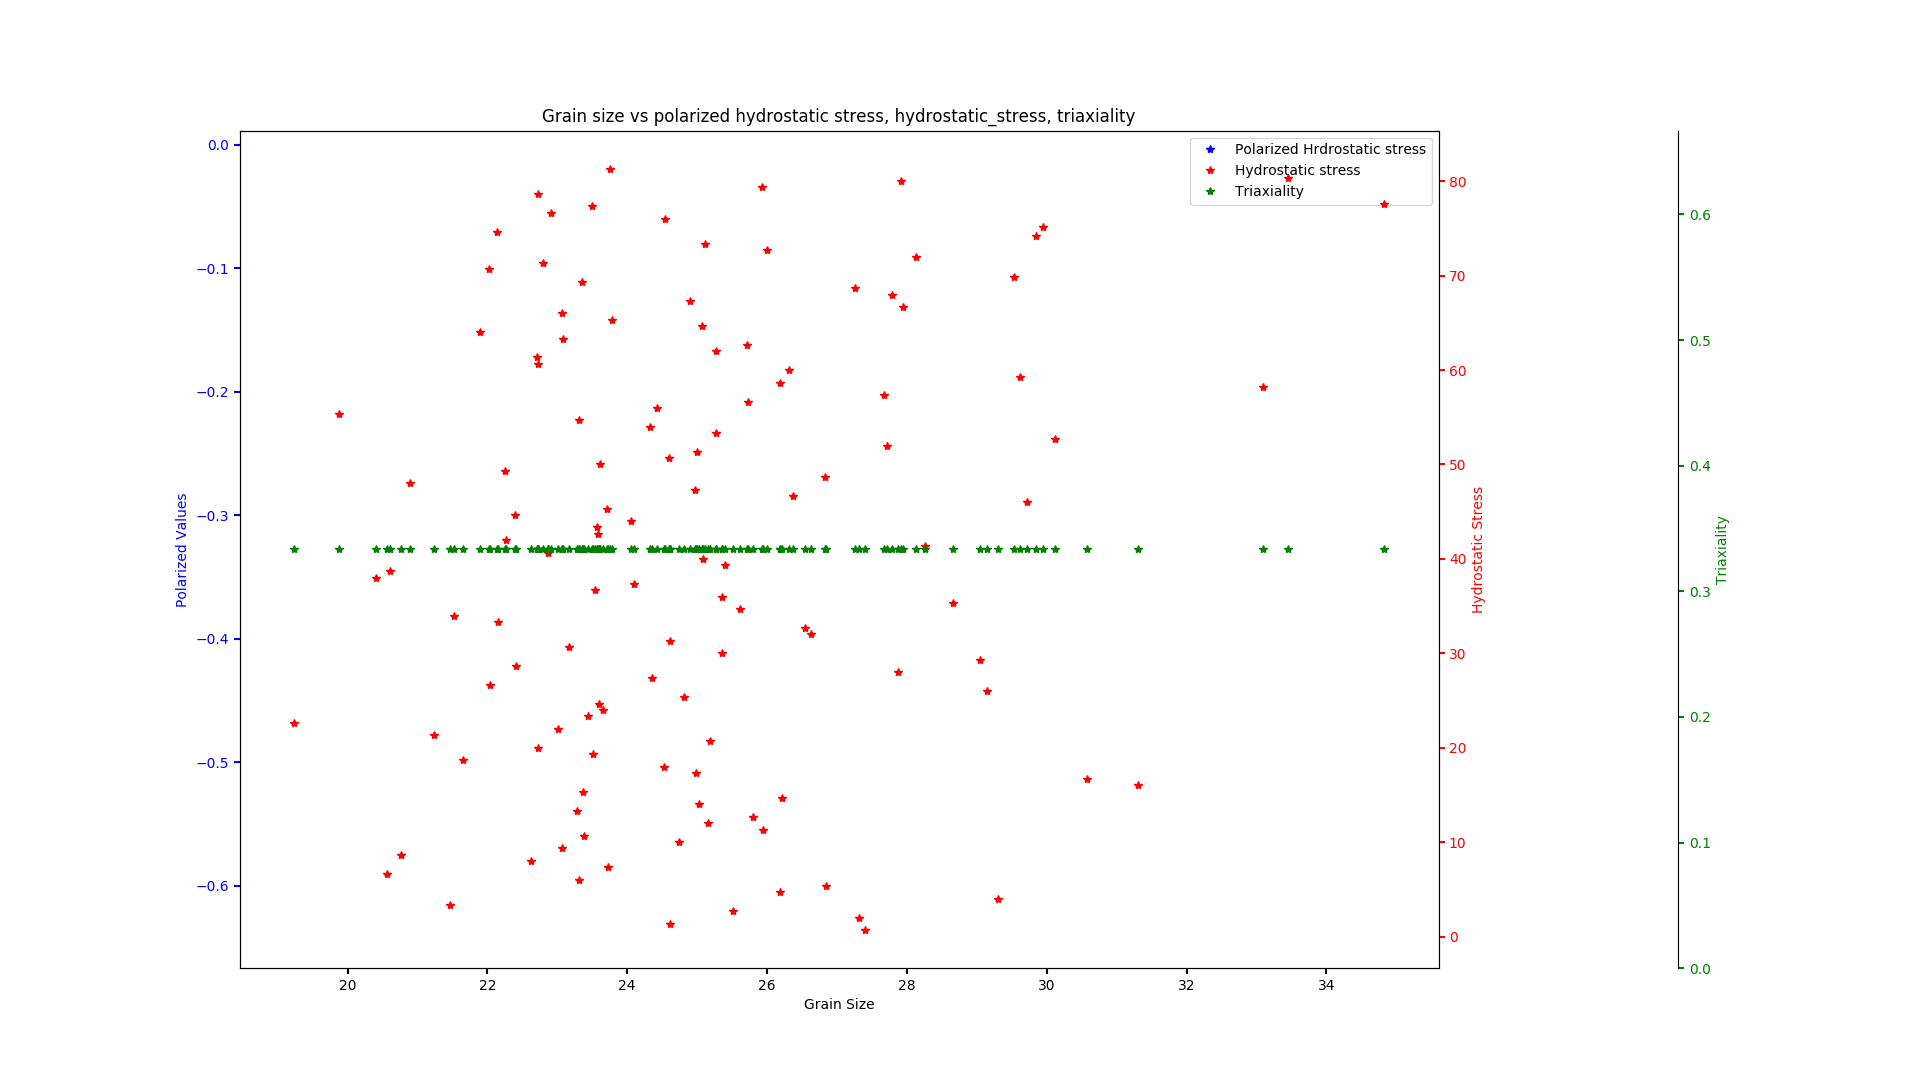 Grain size vs polarized hydrostatic stress, hydrostatic_stress, triaxiality
Polarized Hrdrostatic stress
Hydrostatic stress
Triaxiality
0.0
−0.1
−0.2
−0.3
−0.4
−0.5
−0.6
Polarized Values
80
70
60
50
40
30
20
10
0
Hydrostatic Stress
0.6
0.5
0.4
0.3
0.2
0.1
0.0
Triaxiality
20 22 24 26 28 30 32 34
Grain Size